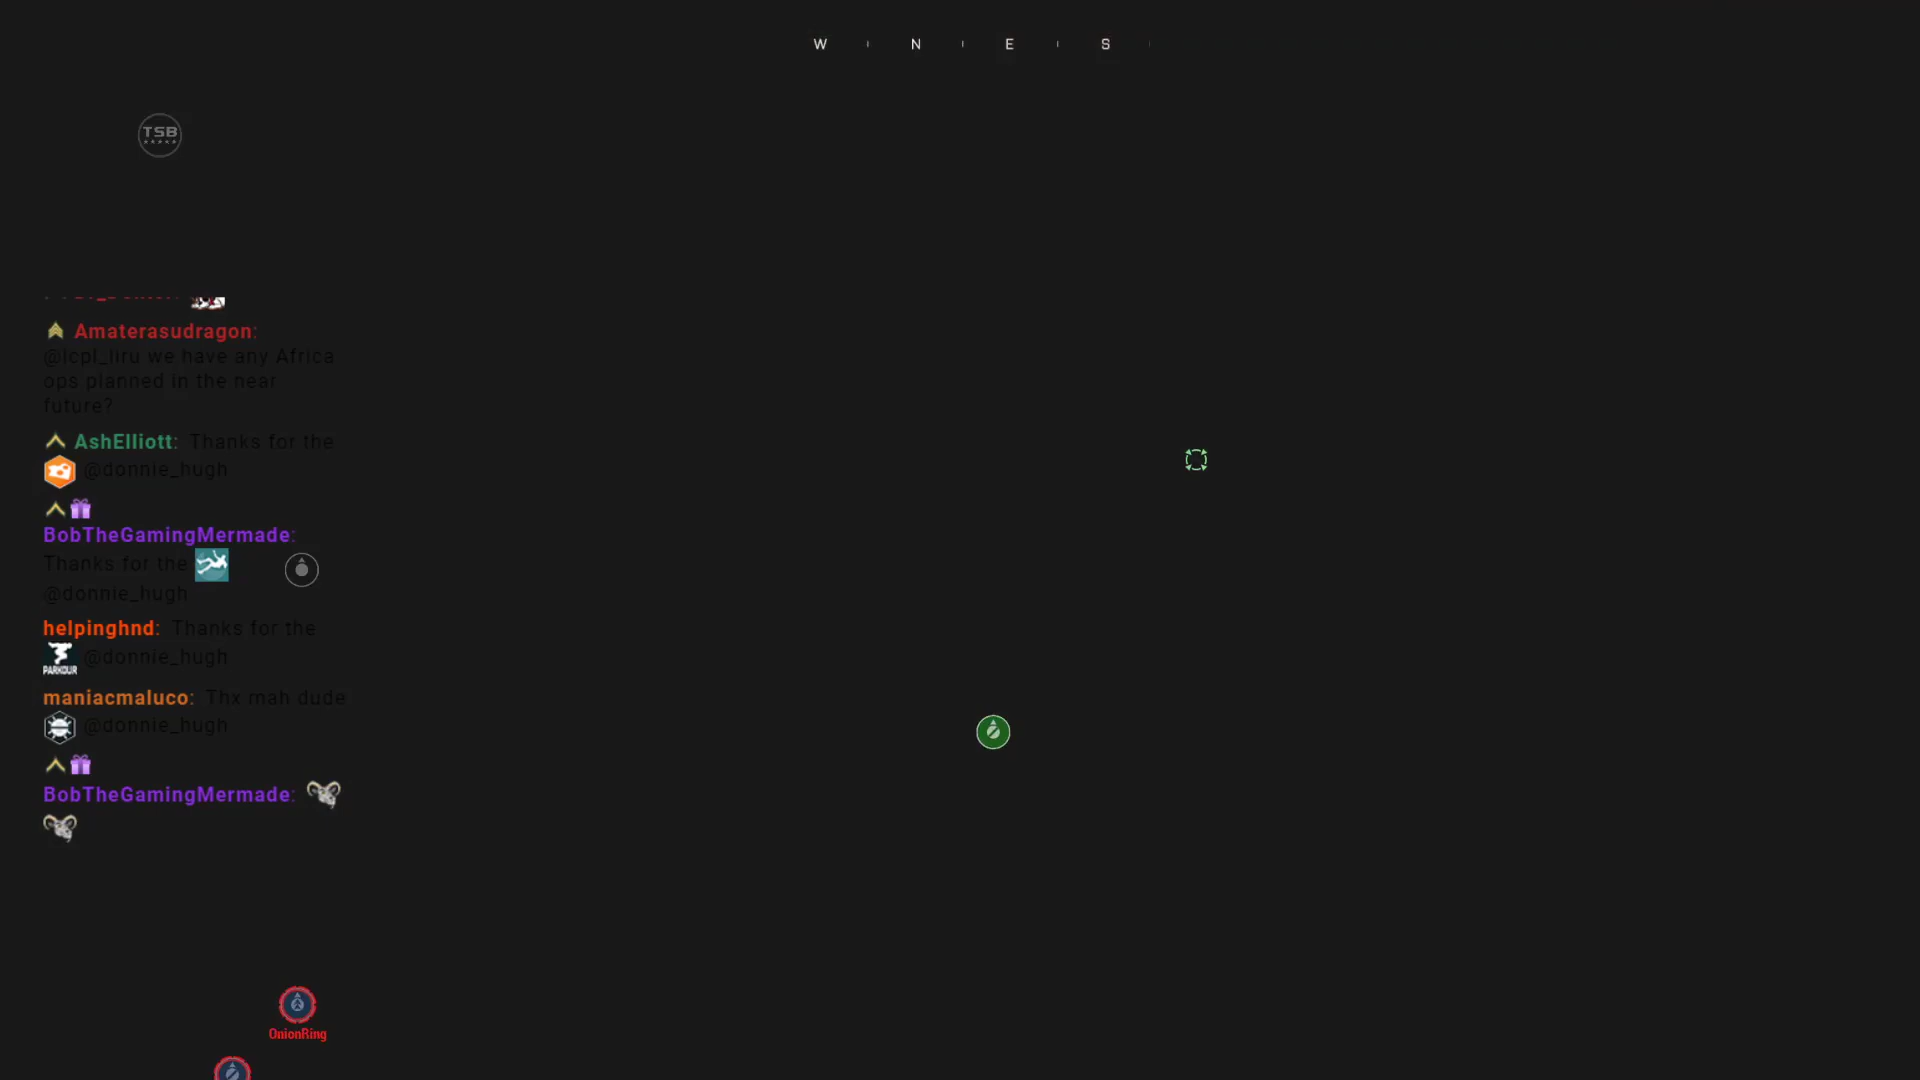 W N E S
TSB
Amaterasudragon:
@lcpl_liru we have any Africa
ops planned in the near
future?
AshElliott: Thanks for the
@donnie_hugh
BobTheGamingMermade:
Thanks for the
@donnie_hugh
helpinghnd: Thanks for the
PARKOUR @donnie_hugh
maniacmaluco: Thx mah dude
@donnie_hugh
BobTheGamingMermade:
OnionRing